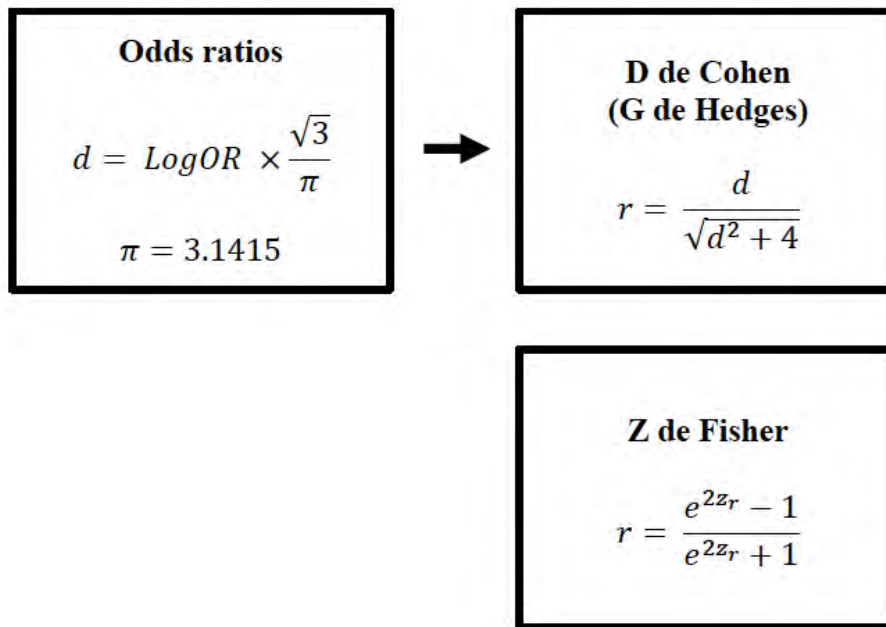 Odds ratios
d = LogOR × √3/π
π = 3.1415
D de Cohen
(G de Hedges)
r = d/√(d² + 4)
Z de Fisher
r = (e^{2z_r} − 1)/(e^{2z_r} + 1)